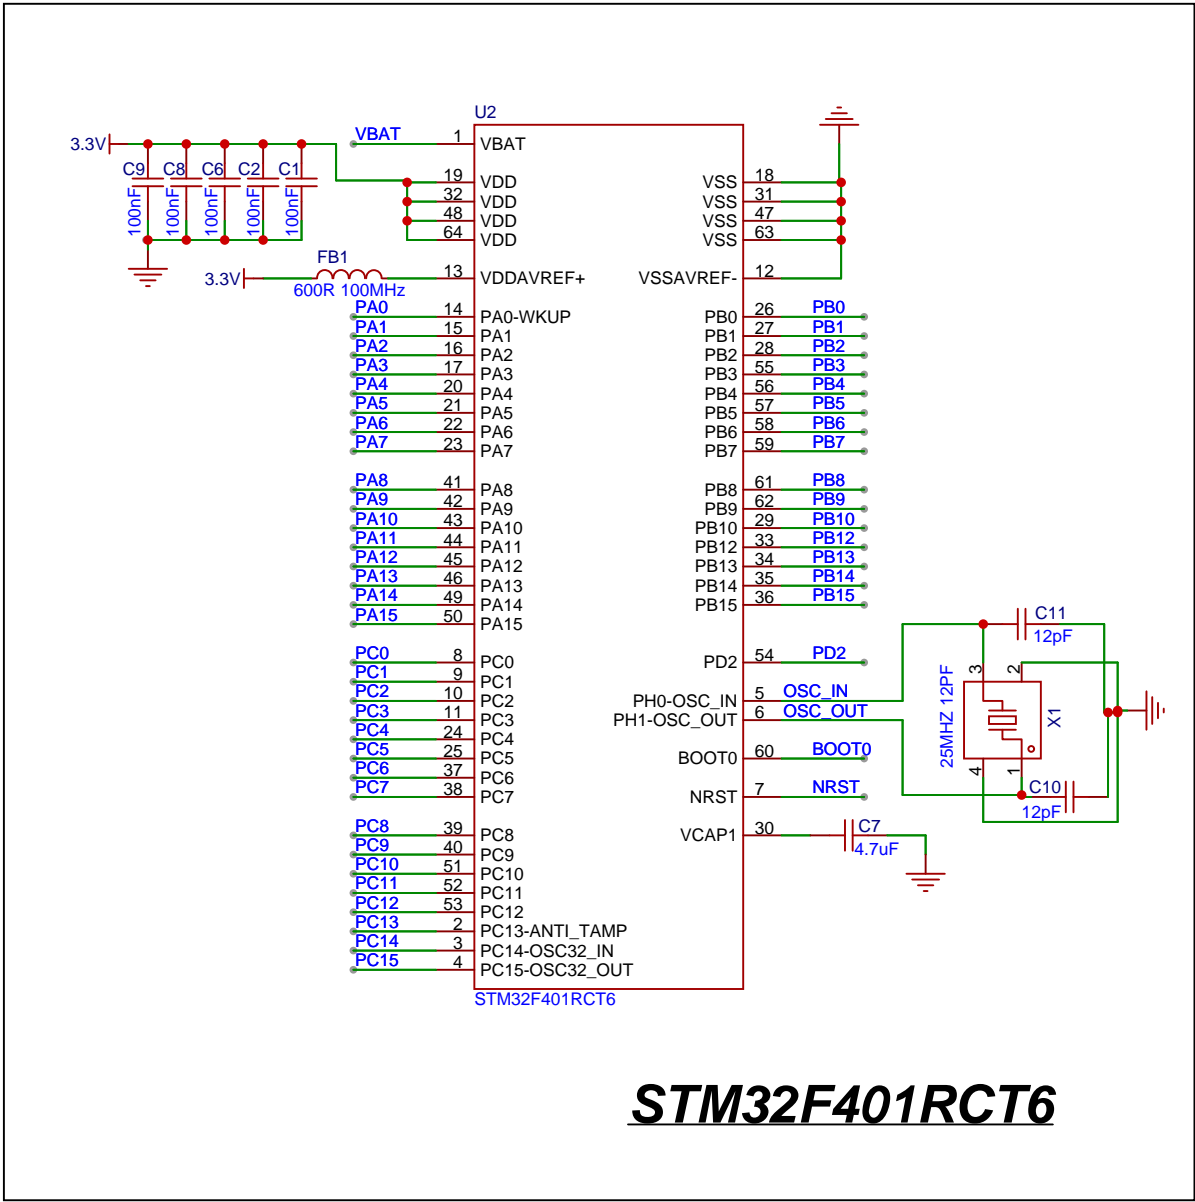 U2
3.3V
C9 C8 C6 C2 C1
100nF 100nF 100nF 100nF 100nF
VBAT 1 VBAT
19 VDD
32 VDD
48 VDD
64 VDD
3.3V FB1 13 VDDAVREF+
600R 100MHz
PA0 14 PA0-WKUP
PA1 15 PA1
PA2 16 PA2
PA3 17 PA3
PA4 20 PA4
PA5 21 PA5
PA6 22 PA6
PA7 23 PA7
PA8 41 PA8
PA9 42 PA9
PA10 43 PA10
PA11 44 PA11
PA12 45 PA12
PA13 46 PA13
PA14 49 PA14
PA15 50 PA15
PC0 8 PC0
PC1 9 PC1
PC2 10 PC2
PC3 11 PC3
PC4 24 PC4
PC5 25 PC5
PC6 37 PC6
PC7 38 PC7
PC8 39 PC8
PC9 40 PC9
PC10 51 PC10
PC11 52 PC11
PC12 53 PC12
PC13 2 PC13-ANTI_TAMP
PC14 3 PC14-OSC32_IN
PC15 4 PC15-OSC32_OUT
VSS 18
VSS 31
VSS 47
VSS 63
VSSAVREF- 12
PB0 26 PB0
PB1 27 PB1
PB2 28 PB2
PB3 55 PB3
PB4 56 PB4
PB5 57 PB5
PB6 58 PB6
PB7 59 PB7
PB8 61 PB8
PB9 62 PB9
PB10 29 PB10
PB12 33 PB12
PB13 34 PB13
PB14 35 PB14
PB15 36 PB15
PD2 54 PD2
PH0-OSC_IN 5 OSC_IN
PH1-OSC_OUT 6 OSC_OUT
BOOT0 60 BOOT0
NRST 7 NRST
VCAP1 30 C7
4.7uF
C11
12pF
3 2
25MHZ 12PF
X1
4 1
C10
12pF
STM32F401RCT6
STM32F401RCT6